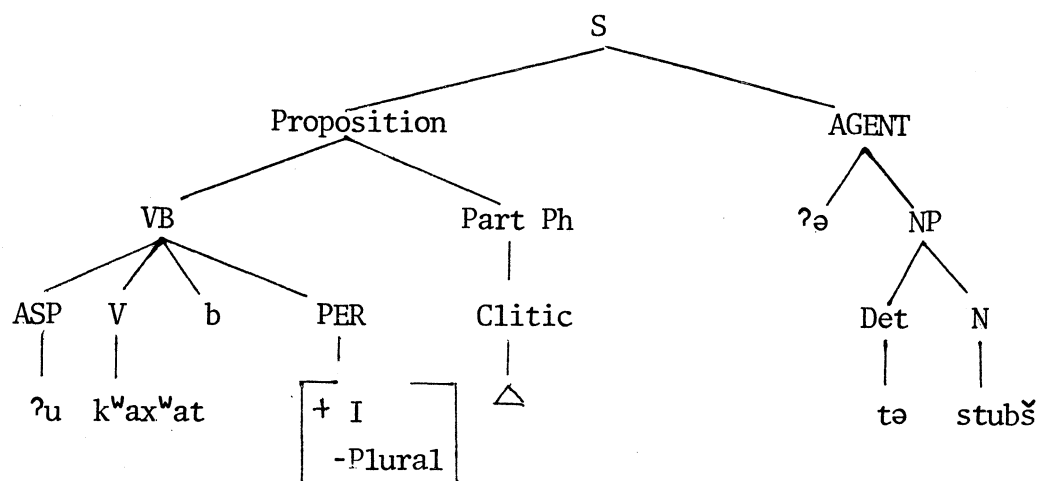 S
Proposition AGENT
VB Part Ph ʔə NP
ASP V b PER Clitic Det N
ʔu kʷaxʷat + I △ tə stubš
-Plural